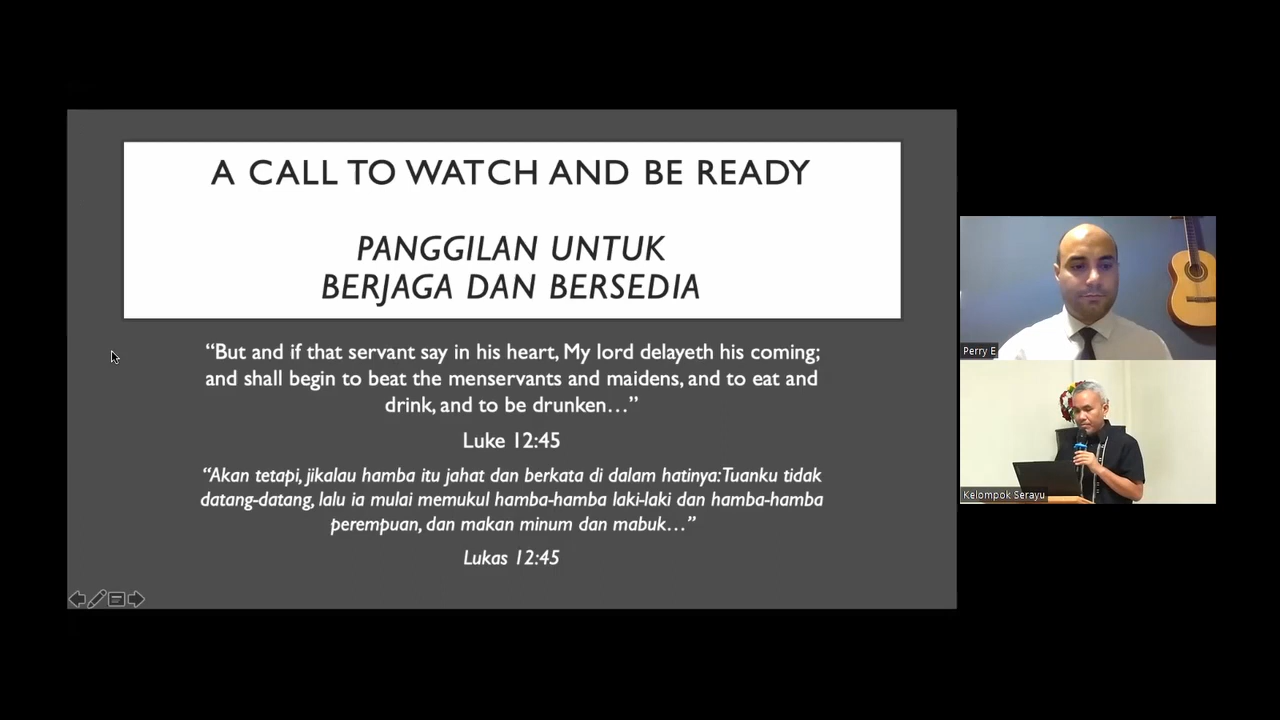 A CALL TO WATCH AND BE READY
PANGGILAN UNTUK
BERJAGA DAN BERSEDIA
“But and if that servant say in his heart, My lord delayeth his coming;
and shall begin to beat the menservants and maidens, and to eat and
drink, and to be drunken…”
Luke 12:45
“Akan tetapi, jikalau hamba itu jahat dan berkata di dalam hatinya: Tuanku tidak
datang-datang, lalu ia mulai memukul hamba-hamba laki-laki dan hamba-hamba
perempuan, dan makan minum dan mabuk…”
Lukas 12:45
Perry E
Kelompok Serayu